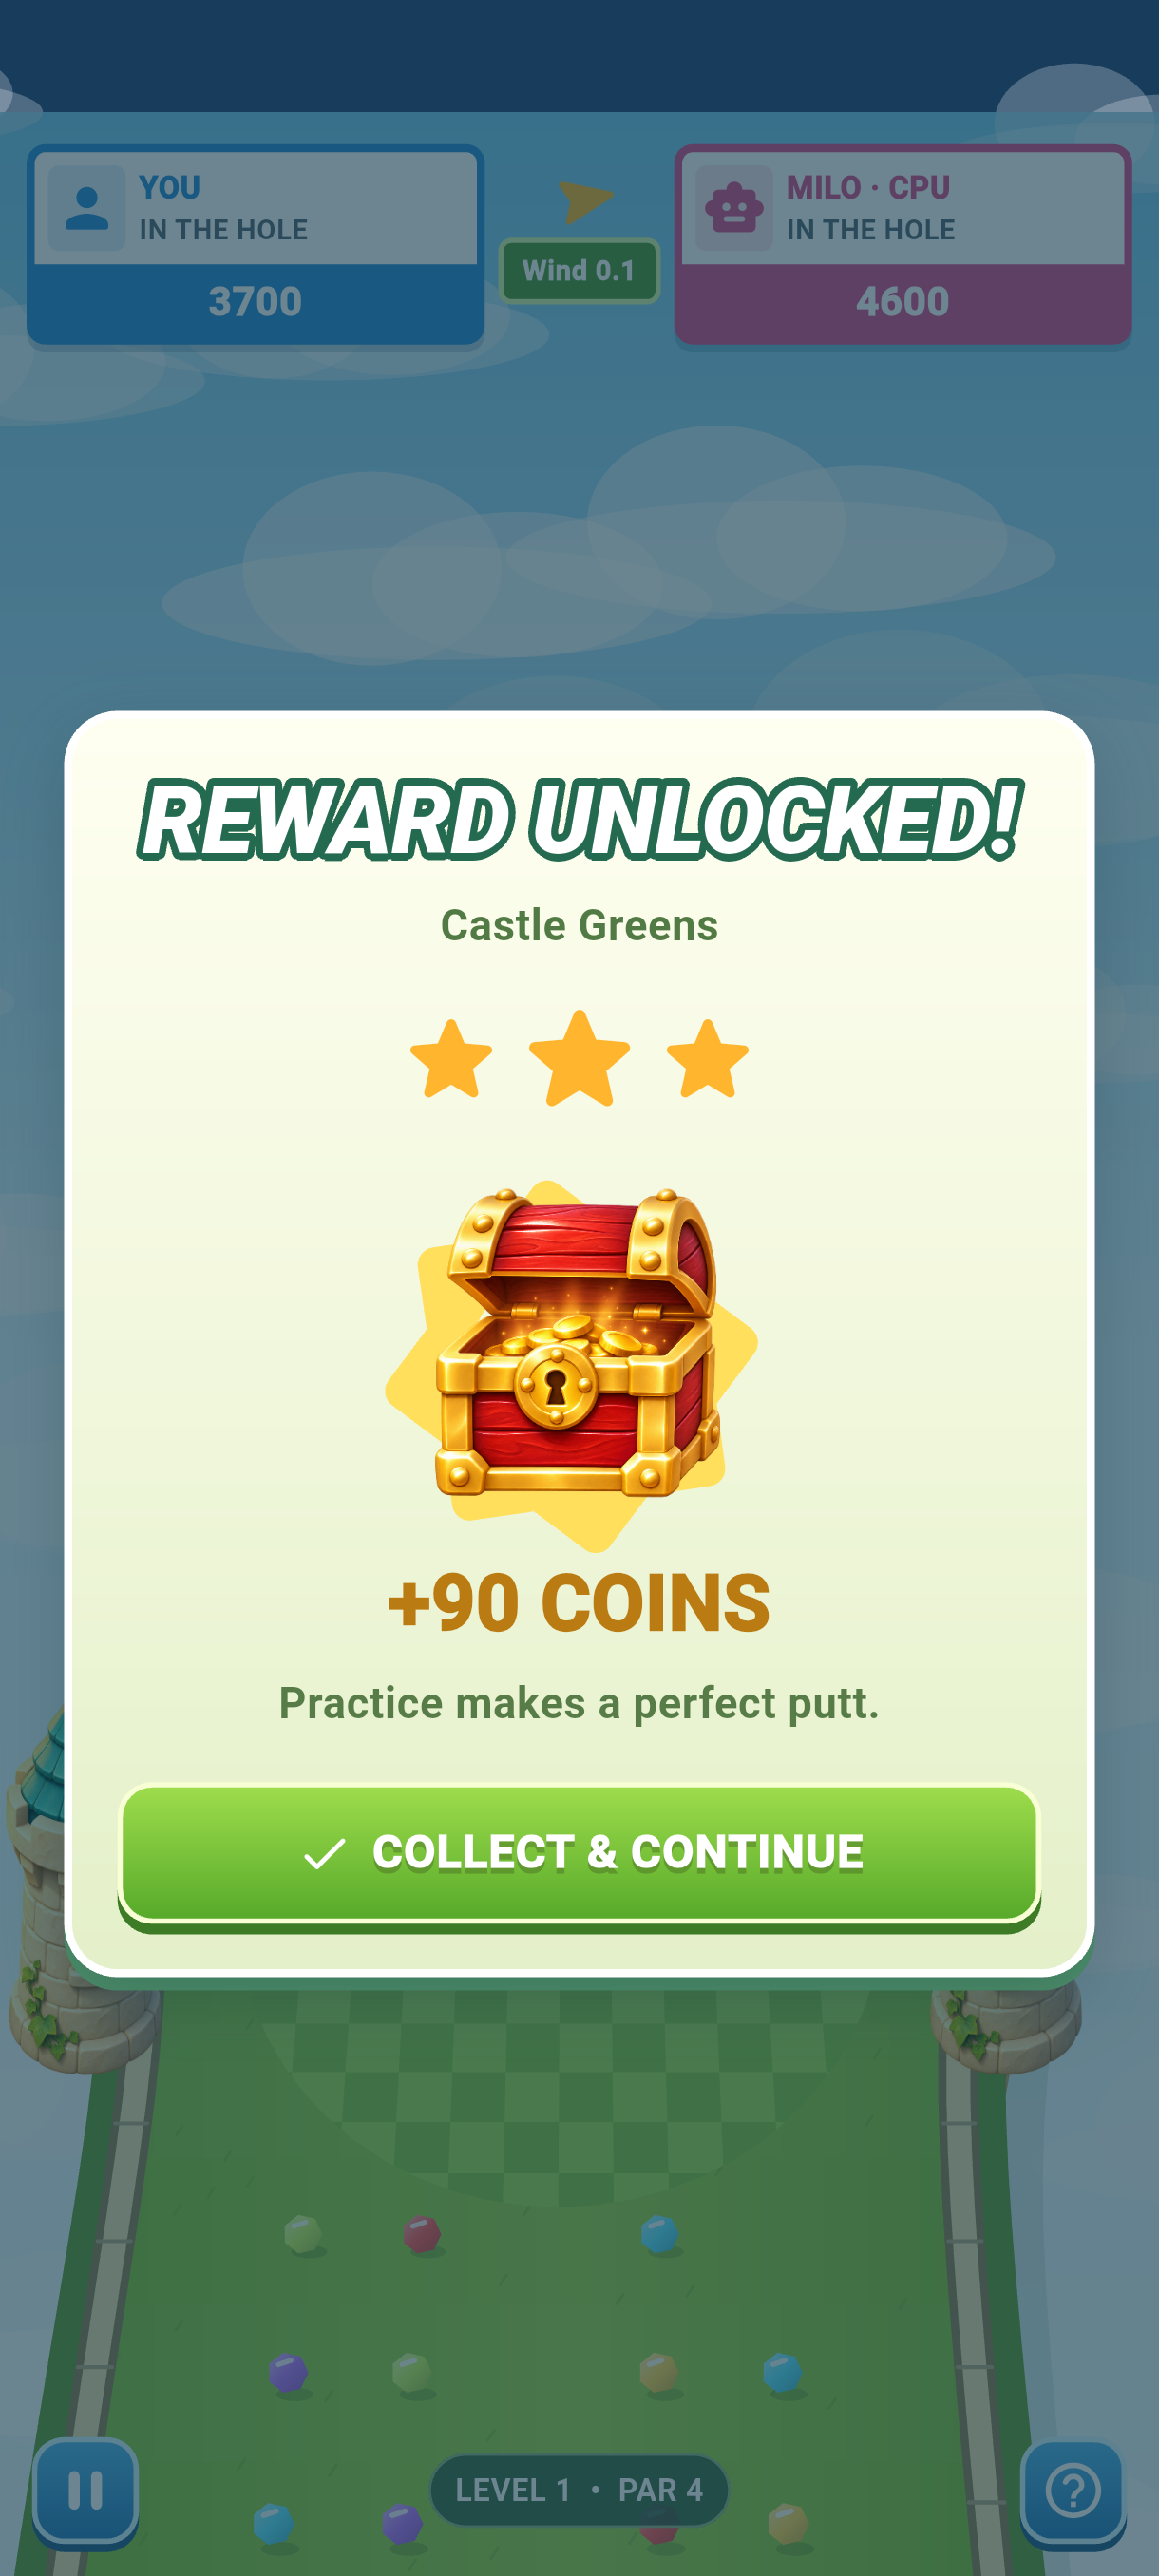 YOU
IN THE HOLE
3700
Wind 0.1
MILO · CPU
IN THE HOLE
4600
REWARD UNLOCKED!
Castle Greens
+90 COINS
Practice makes a perfect putt.
COLLECT & CONTINUE
LEVEL 1 • PAR 4